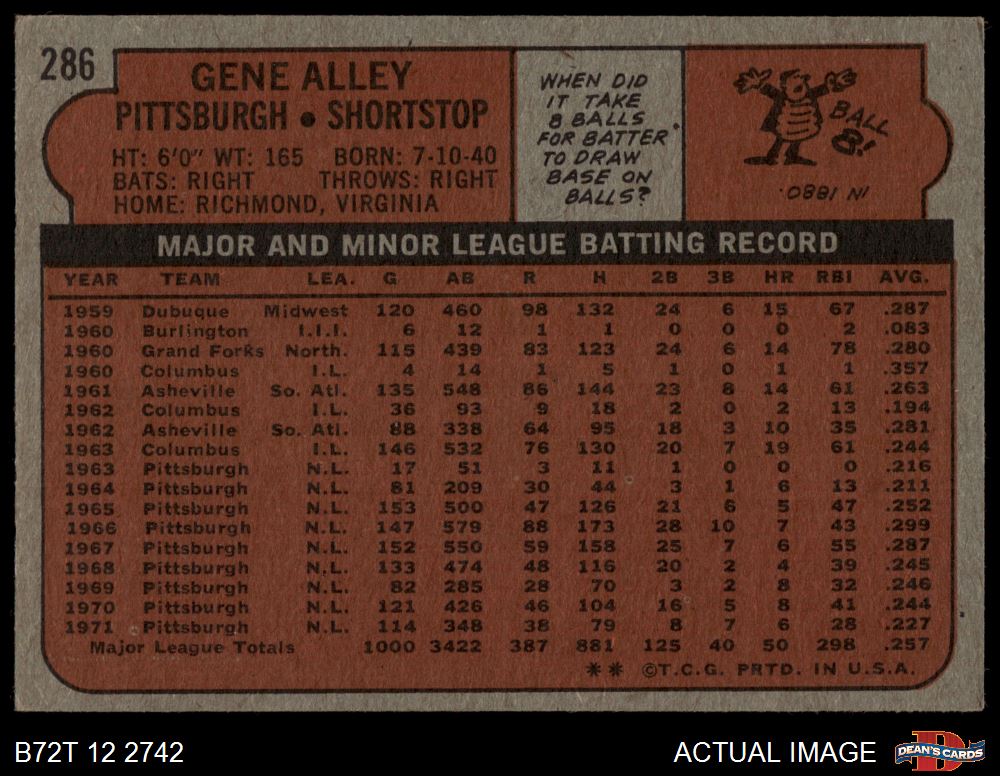 286
GENE ALLEY
PITTSBURGH • SHORTSTOP
HT: 6'0" WT: 165 BORN: 7-10-40
BATS: RIGHT THROWS: RIGHT
HOME: RICHMOND, VIRGINIA
WHEN DID
IT TAKE
8 BALLS
FOR BATTER
TO DRAW
BASE ON
BALLS?
BALL
8!
IN 1880.
MAJOR AND MINOR LEAGUE BATTING RECORD
YEAR TEAM LEA. G AB R H 2B 3B HR RBI AVG.
1959 Dubuque Midwest 120 460 98 132 24 6 15 67 .287
1960 Burlington I.I.I. 6 12 1 1 0 0 0 2 .083
1960 Grand Forks North. 115 439 83 123 24 6 14 78 .280
1960 Columbus I.L. 4 14 1 5 1 0 1 1 .357
1961 Asheville So. Atl. 135 548 86 144 23 8 14 61 .263
1962 Columbus I.L. 36 93 9 18 2 0 2 13 .194
1962 Asheville So. Atl. 88 338 64 95 18 3 10 35 .281
1963 Columbus I.L. 146 532 76 130 20 7 19 61 .244
1963 Pittsburgh N.L. 17 51 3 11 1 0 0 0 .216
1964 Pittsburgh N.L. 81 209 30 44 3 1 6 13 .211
1965 Pittsburgh N.L. 153 500 47 126 21 6 5 47 .252
1966 Pittsburgh N.L. 147 579 88 173 28 10 7 43 .299
1967 Pittsburgh N.L. 152 550 59 158 25 7 6 55 .287
1968 Pittsburgh N.L. 133 474 48 116 20 2 4 39 .245
1969 Pittsburgh N.L. 82 285 28 70 3 2 8 32 .246
1970 Pittsburgh N.L. 121 426 46 104 16 5 8 41 .244
1971 Pittsburgh N.L. 114 348 38 79 8 7 6 28 .227
Major League Totals 1000 3422 387 881 125 40 50 298 .257
** ©T.C.G. PRTD. IN U.S.A.
B72T 12 2742
ACTUAL IMAGE
DEAN'S CARDS